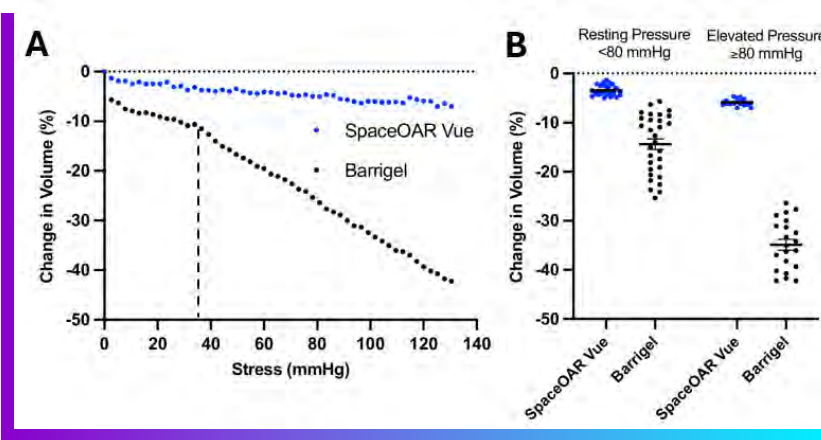 A
0
-10
-20
-30
-40
-50
Change in Volume (%)
0 20 40 60 80 100 120 140
Stress (mmHg)
SpaceOAR Vue
Barrigel
B
Resting Pressure
<80 mmHg
Elevated Pressure
≥80 mmHg
0
-10
-20
-30
-40
-50
Change in Volume (%)
SpaceOAR Vue
Barrigel
SpaceOAR Vue
Barrigel